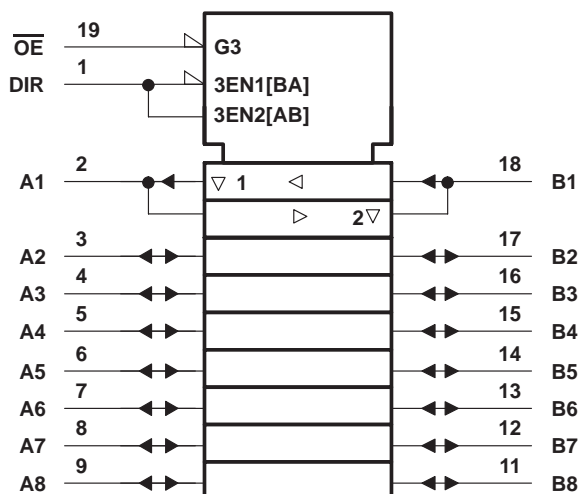 19
OE G3
1
DIR 3EN1[BA]
3EN2[AB]
2 18
A1 1 B1
2
3 17
A2 B2
4 16
A3 B3
5 15
A4 B4
6 14
A5 B5
7 13
A6 B6
8 12
A7 B7
9 11
A8 B8